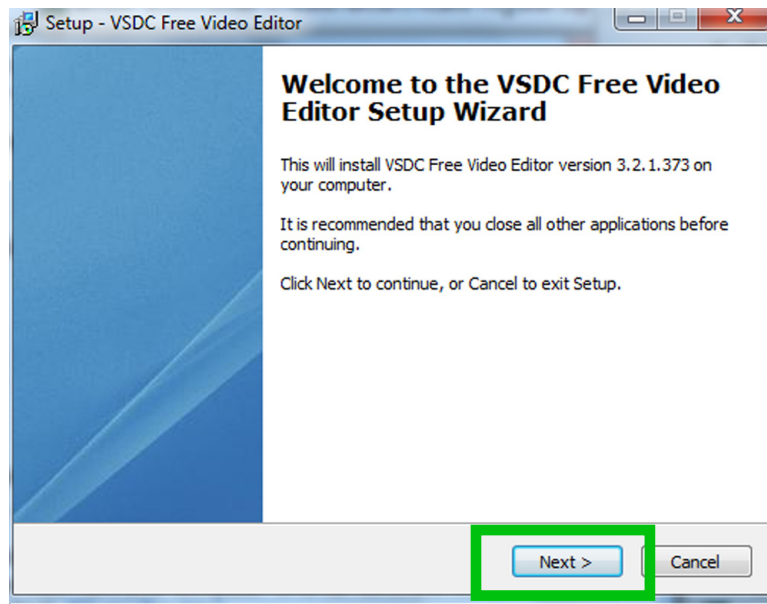 Setup - VSDC Free Video Editor
Welcome to the VSDC Free Video
Editor Setup Wizard
This will install VSDC Free Video Editor version 3.2.1.373 on
your computer.
It is recommended that you close all other applications before
continuing.
Click Next to continue, or Cancel to exit Setup.
Next >
Cancel